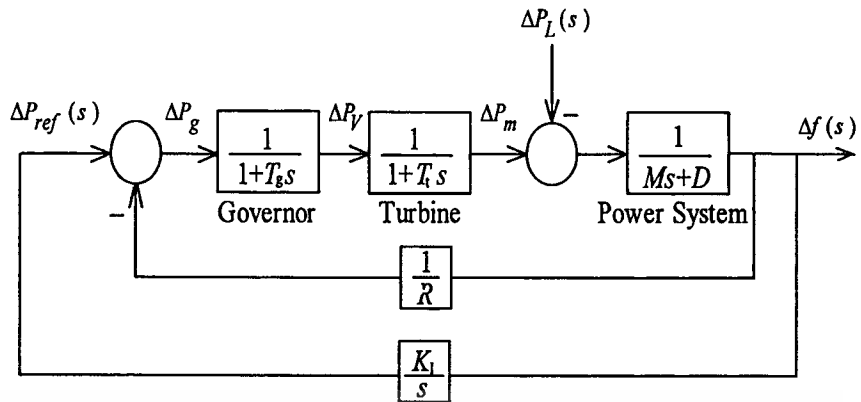 ΔP_L(s)
ΔP_ref(s)
ΔP_g
ΔP_V
ΔP_m
Δf(s)
−
1
1+T_g s
1
1+T_t s
1
Ms+D
Governor
Turbine
Power System
−
1
R
K_I
s